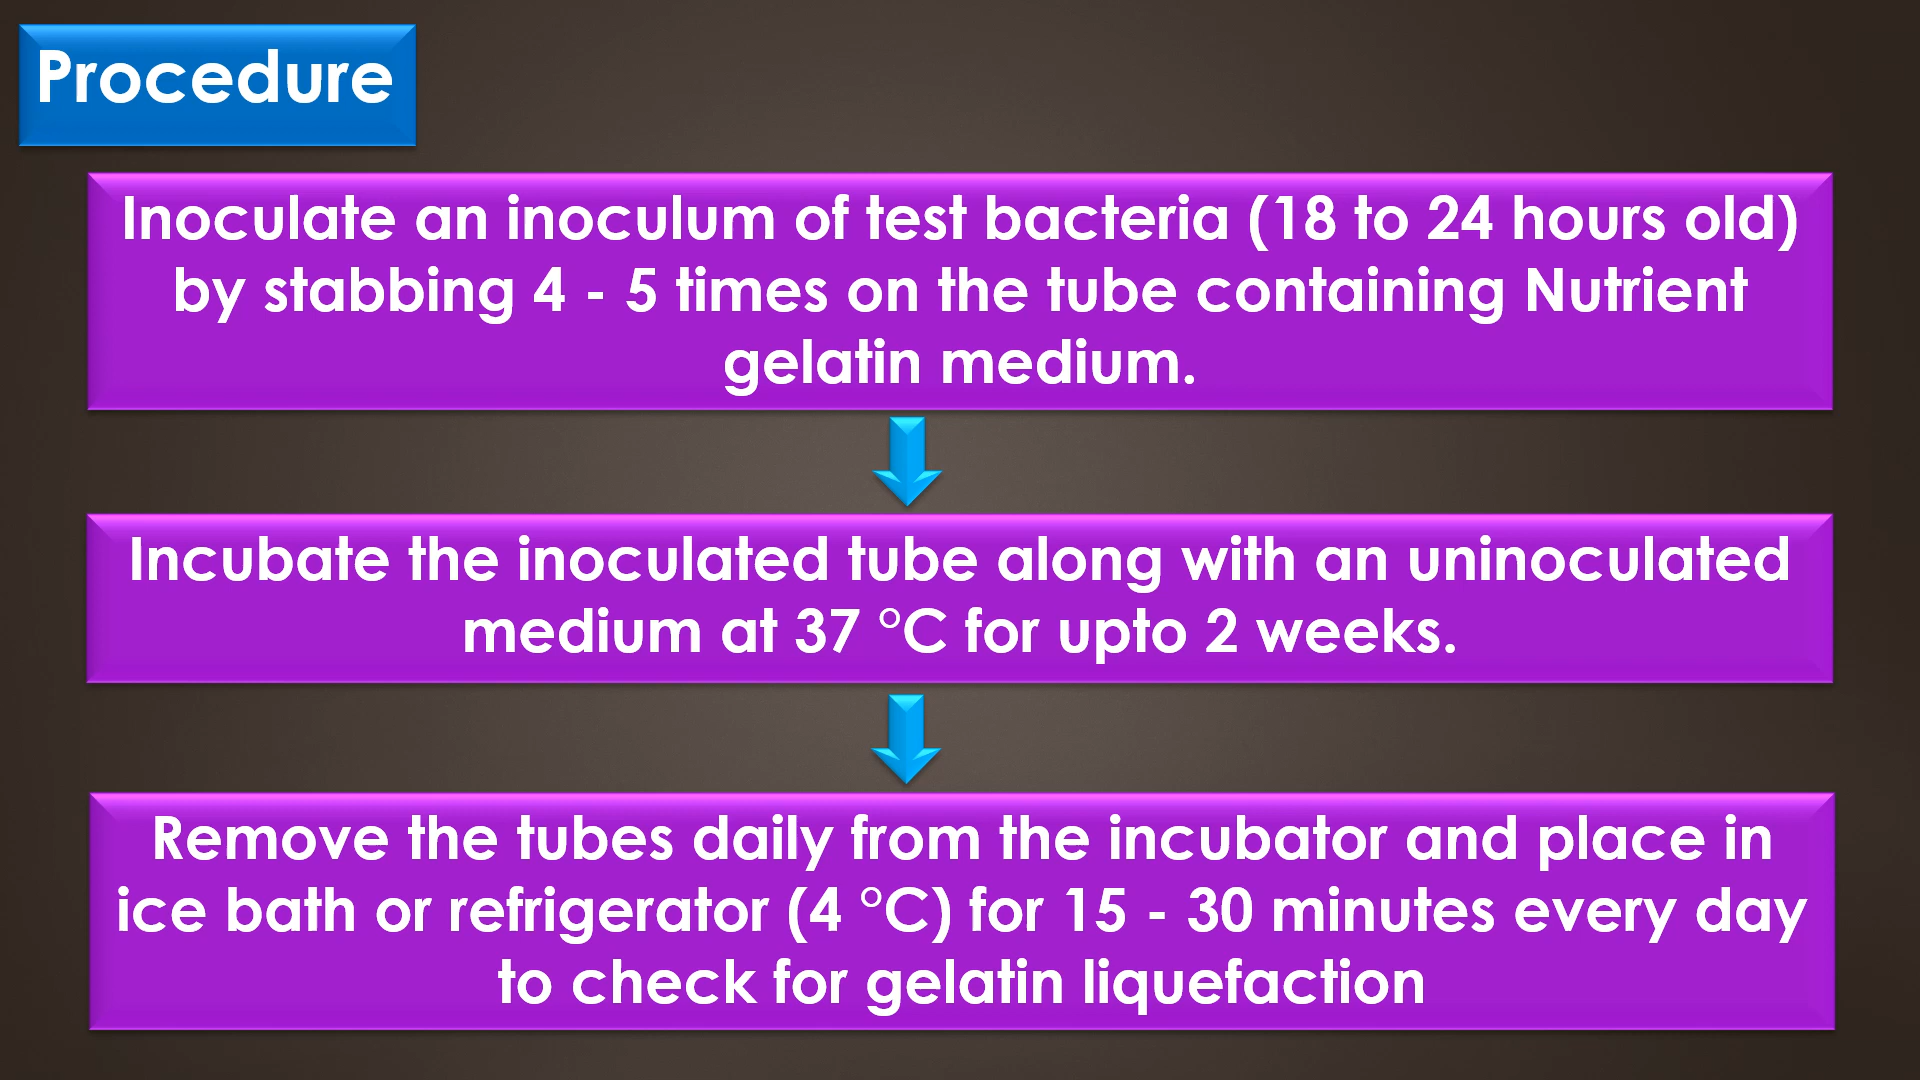 Procedure
Inoculate an inoculum of test bacteria (18 to 24 hours old)
by stabbing 4 - 5 times on the tube containing Nutrient
gelatin medium.
Incubate the inoculated tube along with an uninoculated
medium at 37 °C for upto 2 weeks.
Remove the tubes daily from the incubator and place in
ice bath or refrigerator (4 °C) for 15 - 30 minutes every day
to check for gelatin liquefaction